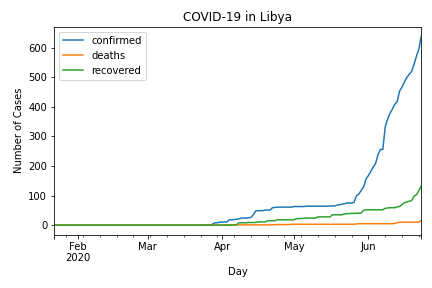 COVID-19 in Libya
confirmed
deaths
recovered
Number of Cases
600
500
400
300
200
100
0
Feb
2020
Mar
Apr
May
Jun
Day